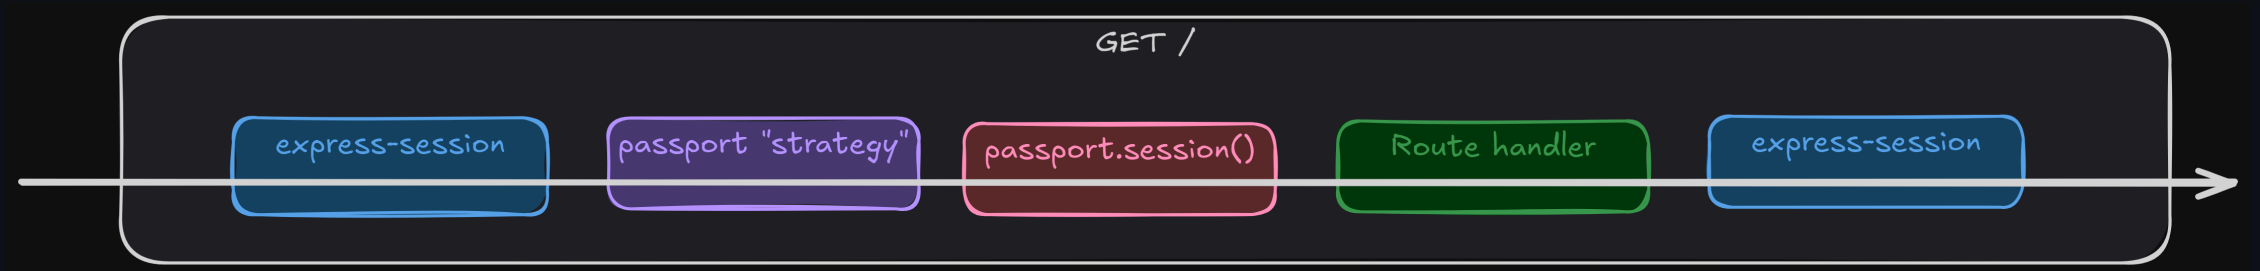 GET /
express-session
passport "strategy"
passport.session()
Route handler
express-session